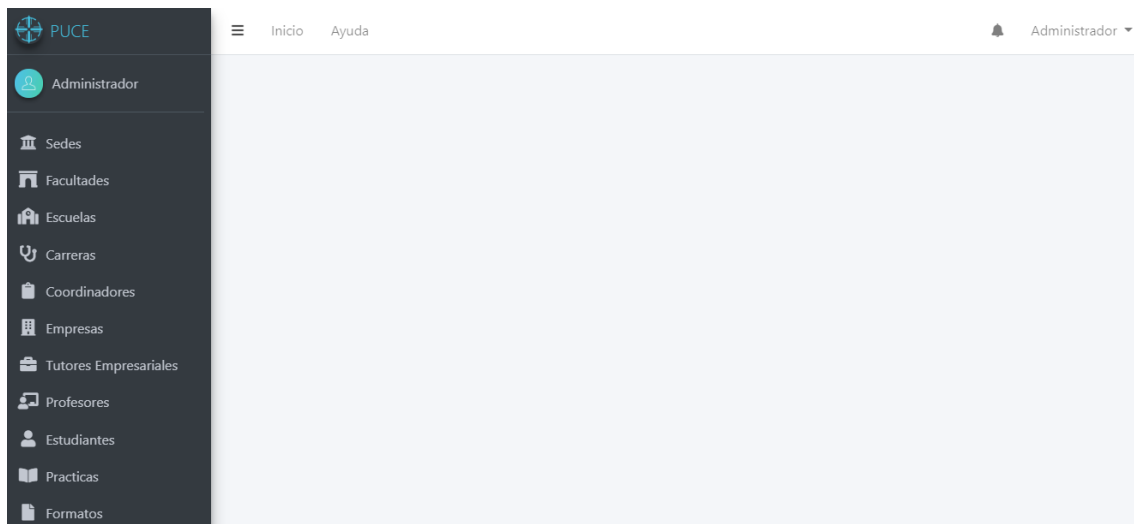 PUCE
Inicio Ayuda Administrador
Administrador
Sedes
Facultades
Escuelas
Carreras
Coordinadores
Empresas
Tutores Empresariales
Profesores
Estudiantes
Practicas
Formatos